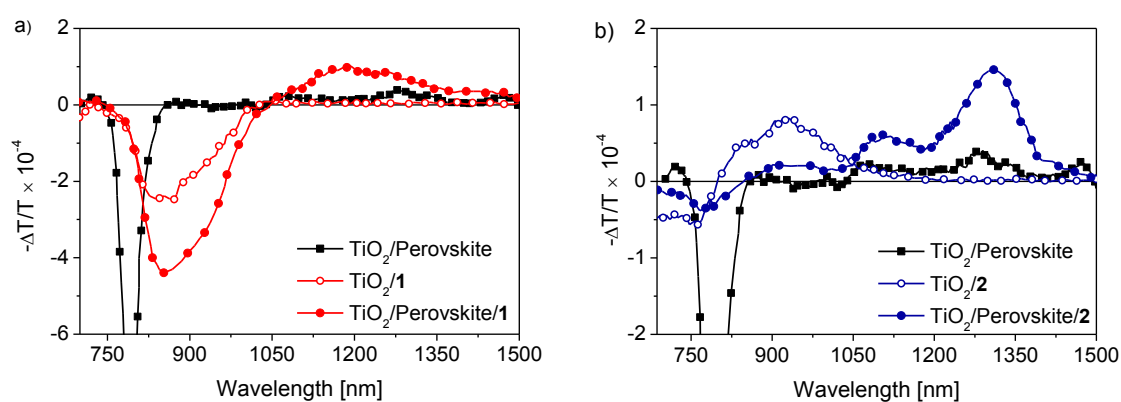 a)
-ΔT/T × 10⁻⁴
2
0
-2
-4
-6
750 900 1050 1200 1350 1500
Wavelength [nm]
TiO₂/Perovskite
TiO₂/1
TiO₂/Perovskite/1
b)
-ΔT/T × 10⁻⁴
2
1
0
-1
-2
750 900 1050 1200 1350 1500
Wavelength [nm]
TiO₂/Perovskite
TiO₂/2
TiO₂/Perovskite/2